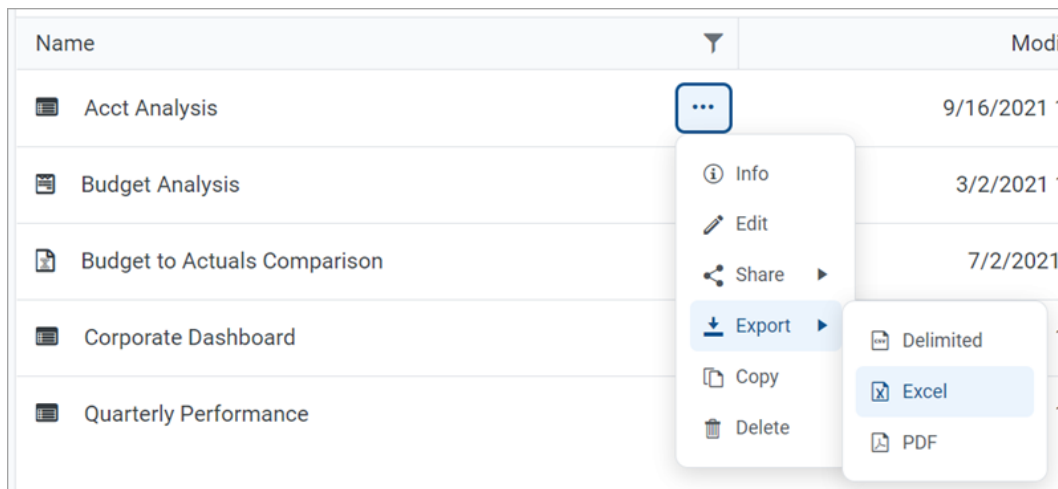 Name Modi
Acct Analysis ... 9/16/2021
Budget Analysis Info 3/2/2021
Edit
Budget to Actuals Comparison Share 7/2/2021
Export
Corporate Dashboard Delimited
Copy
Excel
Quarterly Performance Delete
PDF